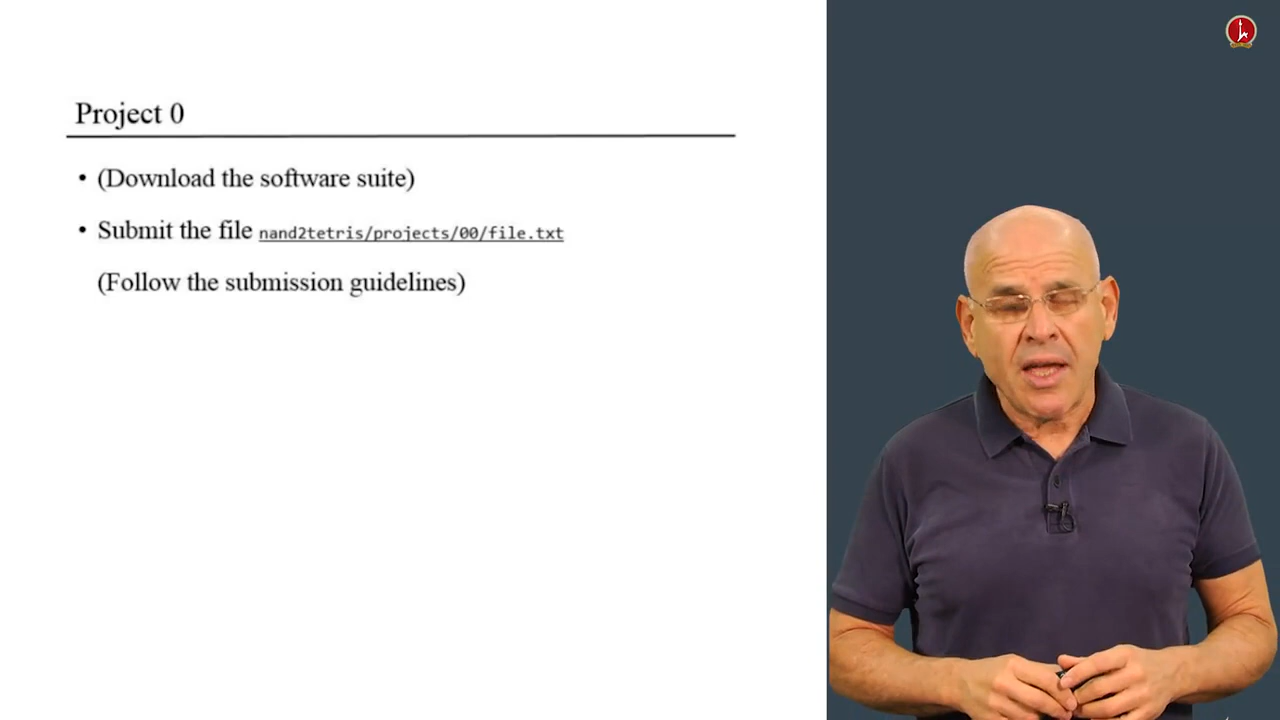 Project 0
• (Download the software suite)
• Submit the file nand2tetris/projects/00/file.txt
(Follow the submission guidelines)